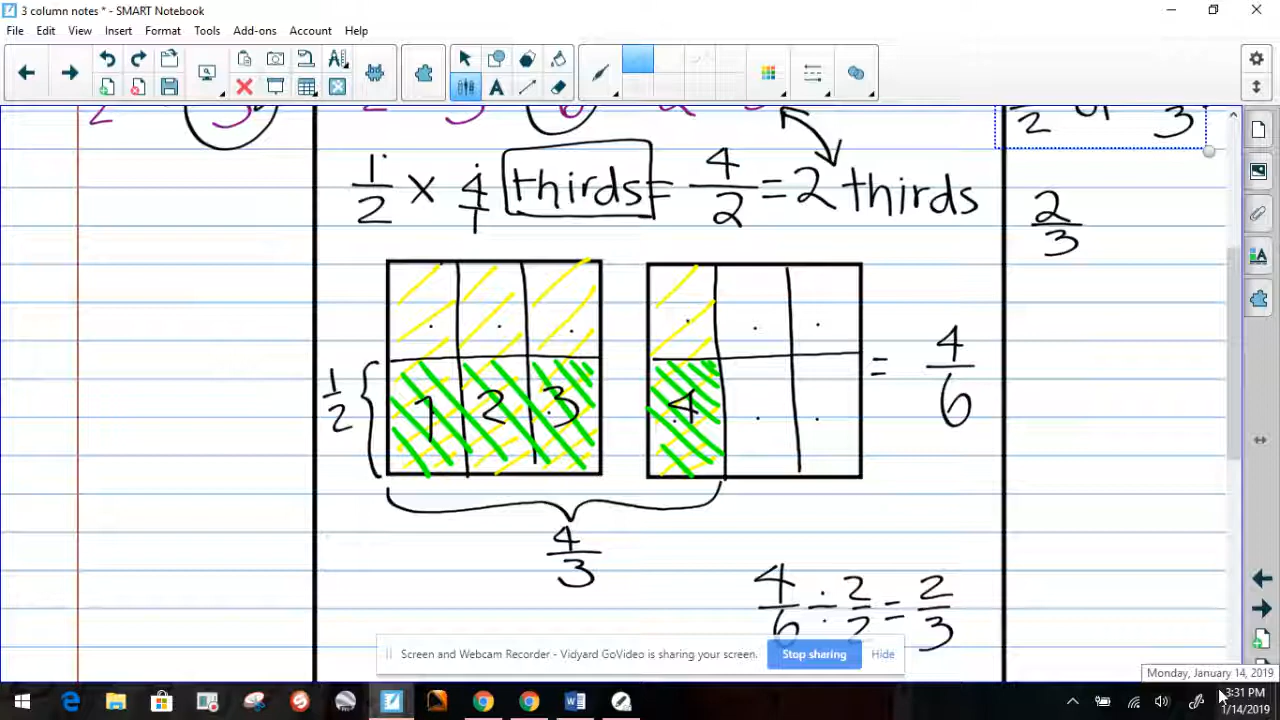 3 column notes * - SMART Notebook
File Edit View Insert Format Tools Add-ons Account Help
1/2 × 4/1 thirds = 4/2 = 2 thirds
2/3
1/2
1 2 3 4
= 4/6
4/3
4/6 ÷ 2/2 = 2/3
Screen and Webcam Recorder - Vidyard GoVideo is sharing your screen. Stop sharing Hide
Monday, January 14, 2019
3:31 PM
1/14/2019